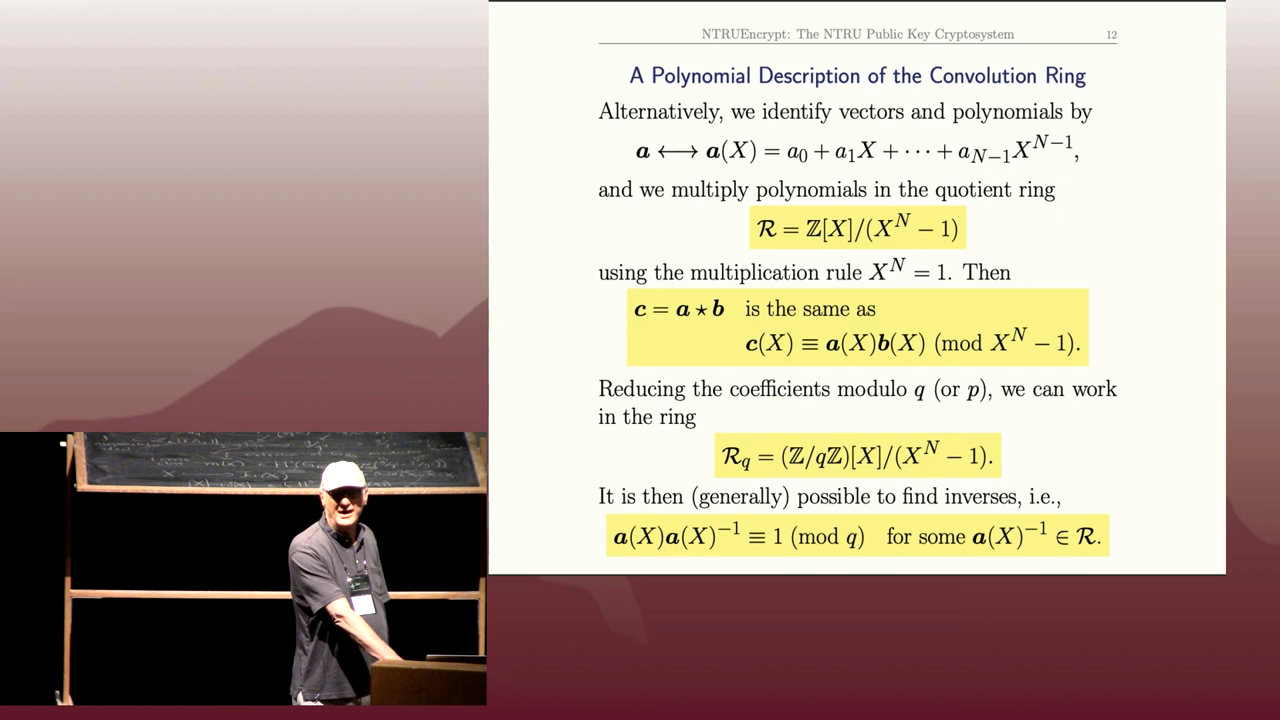 NTRUEncrypt: The NTRU Public Key Cryptosystem 12
A Polynomial Description of the Convolution Ring
Alternatively, we identify vectors and polynomials by
a ⟷ a(X) = a₀ + a₁X + ··· + a_{N−1}X^{N−1},
and we multiply polynomials in the quotient ring
R = ℤ[X]/(X^N − 1)
using the multiplication rule X^N = 1. Then
c = a ⋆ b is the same as
c(X) ≡ a(X)b(X) (mod X^N − 1).
Reducing the coefficients modulo q (or p), we can work
in the ring
R_q = (ℤ/qℤ)[X]/(X^N − 1).
It is then (generally) possible to find inverses, i.e.,
a(X)a(X)^{−1} ≡ 1 (mod q) for some a(X)^{−1} ∈ R.